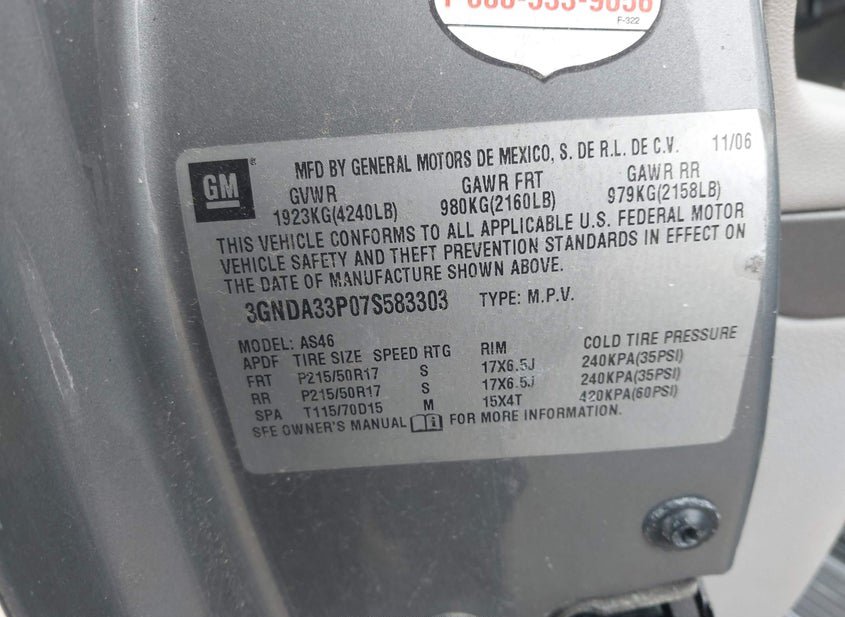 F-322
GM
MFD BY GENERAL MOTORS DE MEXICO, S. DE R.L. DE C.V. 11/06
GVWR GAWR FRT GAWR RR
1923KG(4240LB) 980KG(2160LB) 979KG(2158LB)
THIS VEHICLE CONFORMS TO ALL APPLICABLE U.S. FEDERAL MOTOR
VEHICLE SAFETY AND THEFT PREVENTION STANDARDS IN EFFECT ON
THE DATE OF MANUFACTURE SHOWN ABOVE.
3GNDA33P07S583303 TYPE: M.P.V.
MODEL: AS46
APDF TIRE SIZE SPEED RTG RIM COLD TIRE PRESSURE
FRT P215/50R17 S 17X6.5J 240KPA(35PSI)
RR P215/50R17 S 17X6.5J 240KPA(35PSI)
SPA T115/70D15 M 15X4T 420KPA(60PSI)
SEE OWNER'S MANUAL FOR MORE INFORMATION.